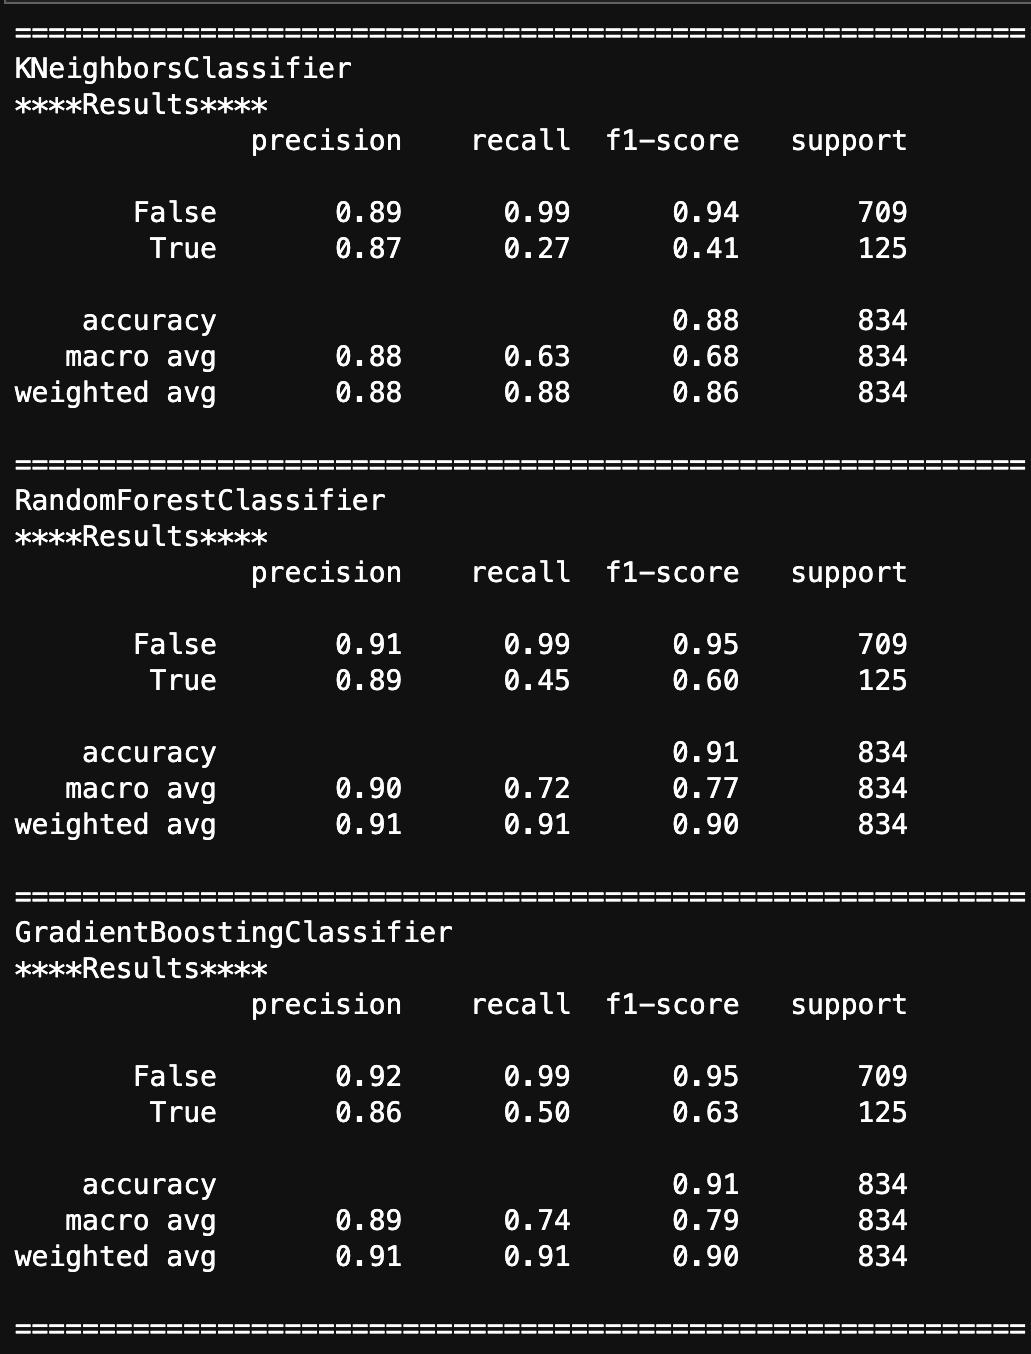 ============================================================
KNeighborsClassifier
****Results****
              precision    recall  f1-score   support

       False       0.89      0.99      0.94       709
        True       0.87      0.27      0.41       125

    accuracy                           0.88       834
   macro avg       0.88      0.63      0.68       834
weighted avg       0.88      0.88      0.86       834

============================================================
RandomForestClassifier
****Results****
              precision    recall  f1-score   support

       False       0.91      0.99      0.95       709
        True       0.89      0.45      0.60       125

    accuracy                           0.91       834
   macro avg       0.90      0.72      0.77       834
weighted avg       0.91      0.91      0.90       834

============================================================
GradientBoostingClassifier
****Results****
              precision    recall  f1-score   support

       False       0.92      0.99      0.95       709
        True       0.86      0.50      0.63       125

    accuracy                           0.91       834
   macro avg       0.89      0.74      0.79       834
weighted avg       0.91      0.91      0.90       834

============================================================